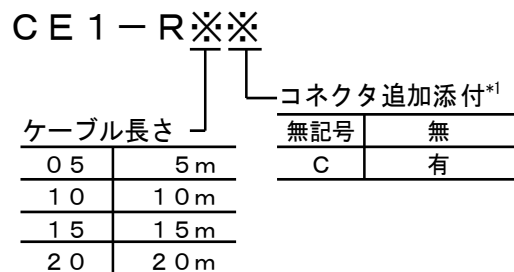 CE1-R※※
コネクタ追加添付*1
ケーブル長さ
無記号 無
C 有
05 5m
10 10m
15 15m
20 20m